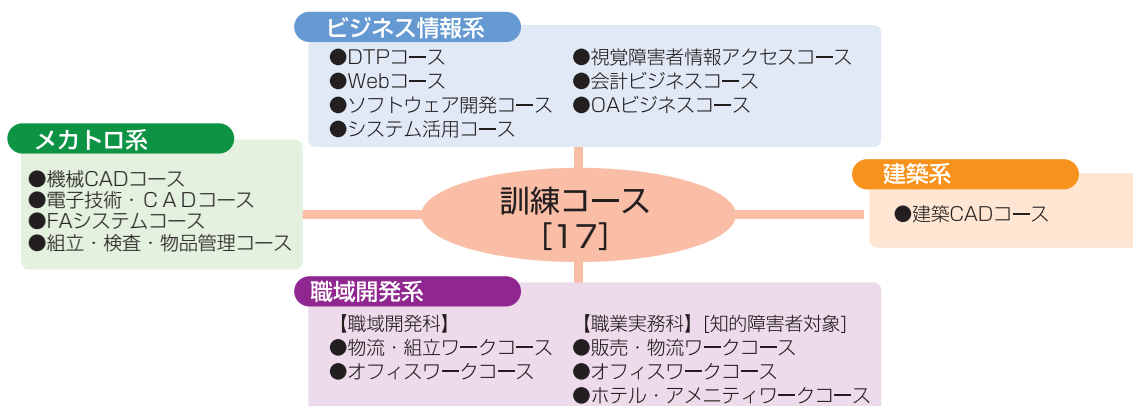 ビジネス情報系
●DTPコース
●Webコース
●ソフトウェア開発コース
●システム活用コース
●視覚障害者情報アクセスコース
●会計ビジネスコース
●OAビジネスコース
メカトロ系
●機械CADコース
●電子技術・ＣＡＤコース
●FAシステムコース
●組立・検査・物品管理コース
訓練コース
[17]
建築系
●建築CADコース
職域開発系
【職域開発科】
●物流・組立ワークコース
●オフィスワークコース
【職業実務科】[知的障害者対象]
●販売・物流ワークコース
●オフィスワークコース
●ホテル・アメニティワークコース